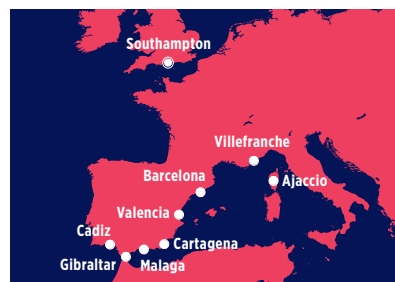 Southampton
Villefranche
Barcelona
Ajaccio
Valencia
Cadiz
Cartagena
Gibraltar
Malaga